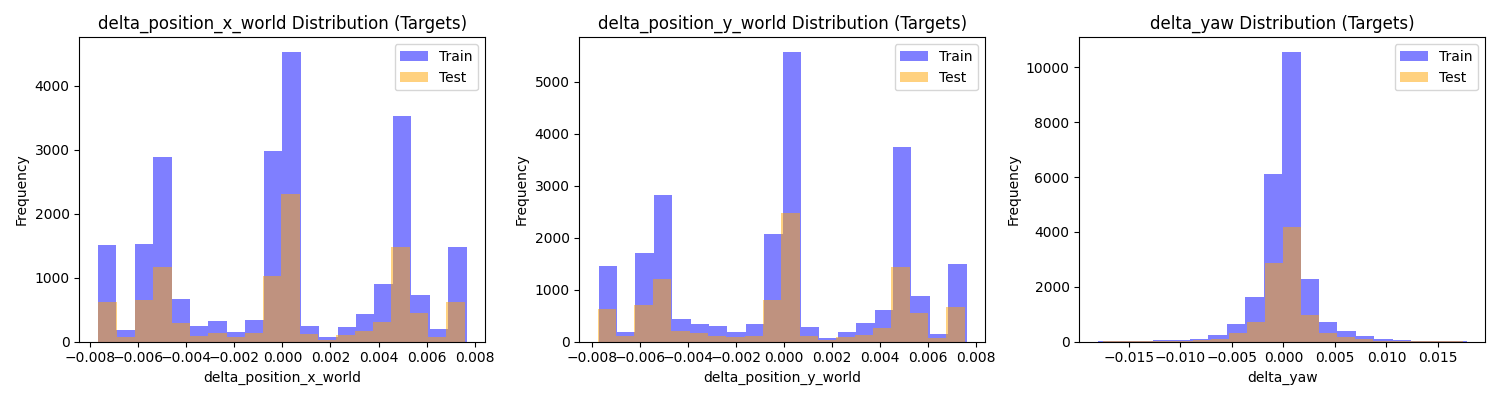 delta_position_x_world Distribution (Targets)
Train
Test
Frequency
4000
3000
2000
1000
0
−0.008 −0.006 −0.004 −0.002 0.000 0.002 0.004 0.006 0.008
delta_position_x_world
delta_position_y_world Distribution (Targets)
Train
Test
Frequency
5000
4000
3000
2000
1000
0
−0.008 −0.006 −0.004 −0.002 0.000 0.002 0.004 0.006 0.008
delta_position_y_world
delta_yaw Distribution (Targets)
Train
Test
Frequency
10000
8000
6000
4000
2000
0
−0.015 −0.010 −0.005 0.000 0.005 0.010 0.015
delta_yaw